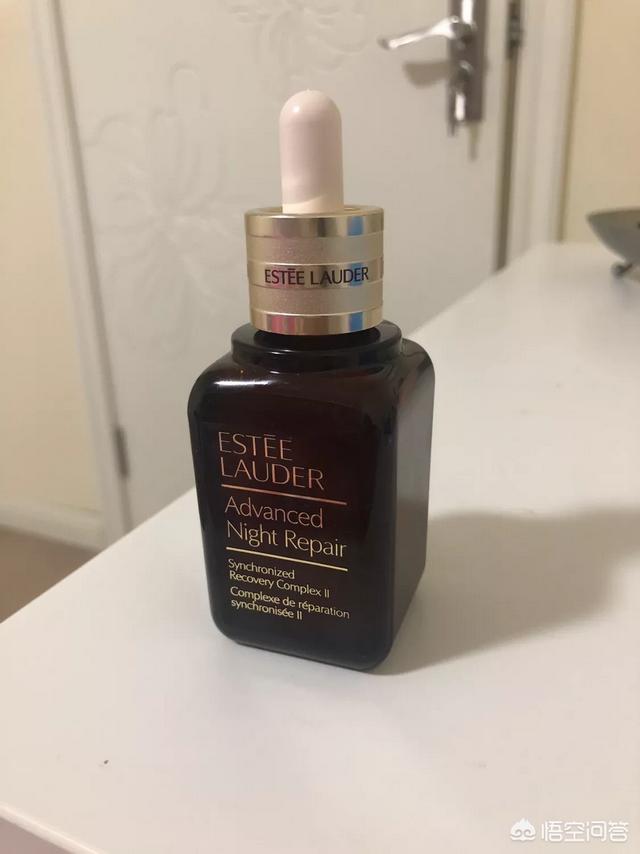 ESTĒE LAUDER
ESTĒE
LAUDER
Advanced
Night Repair
Synchronized
Recovery Complex II
Complexe de réparation
synchronisée II
悟空问答